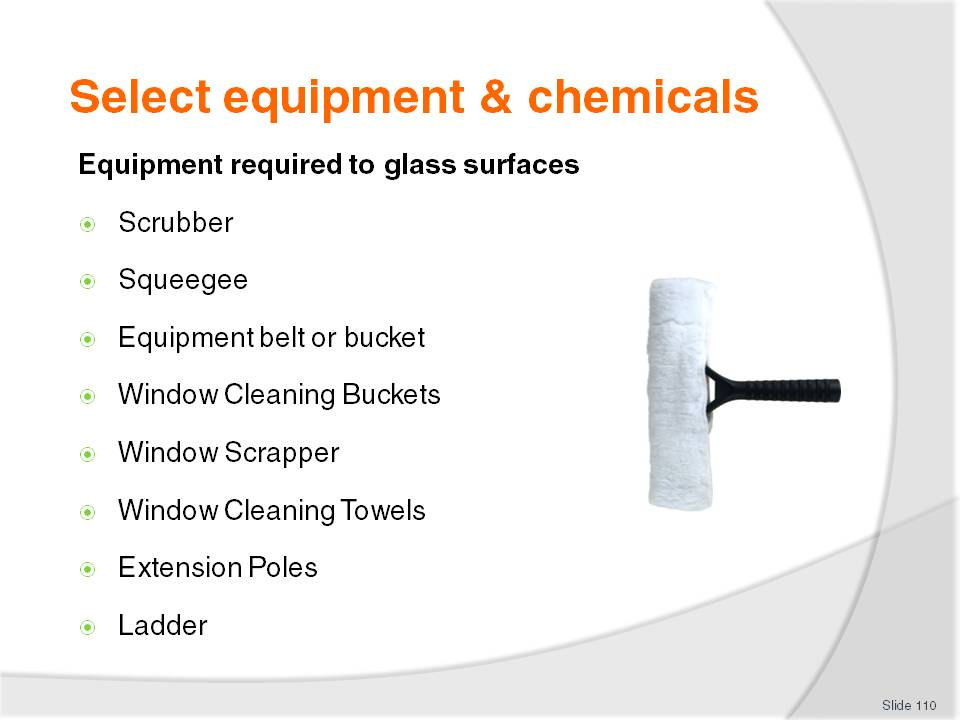 Select equipment & chemicals
Equipment required to glass surfaces
Scrubber
Squeegee
Equipment belt or bucket
Window Cleaning Buckets
Window Scrapper
Window Cleaning Towels
Extension Poles
Ladder
Slide 110